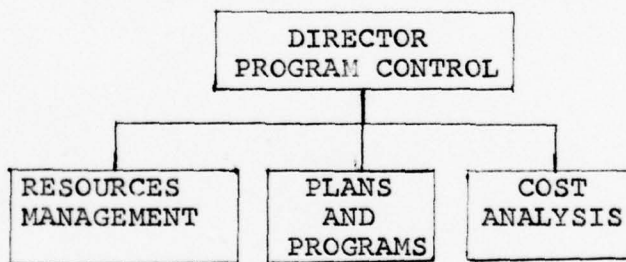 DIRECTOR
PROGRAM CONTROL
RESOURCES
MANAGEMENT
PLANS
AND
PROGRAMS
COST
ANALYSIS